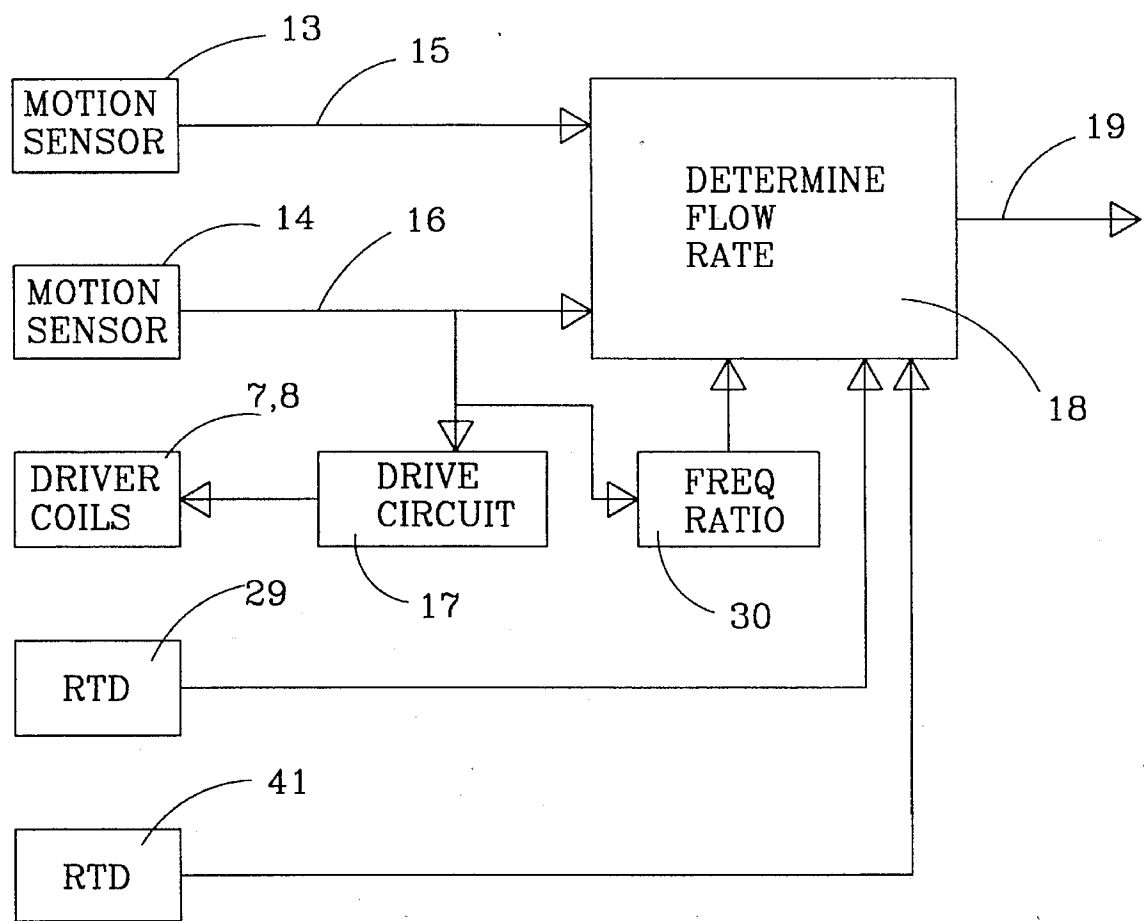 13
15
MOTION
SENSOR
19
DETERMINE
FLOW
RATE
14
16
MOTION
SENSOR
18
7,8
DRIVER
COILS
DRIVE
CIRCUIT
FREQ
RATIO
17
30
29
RTD
41
RTD